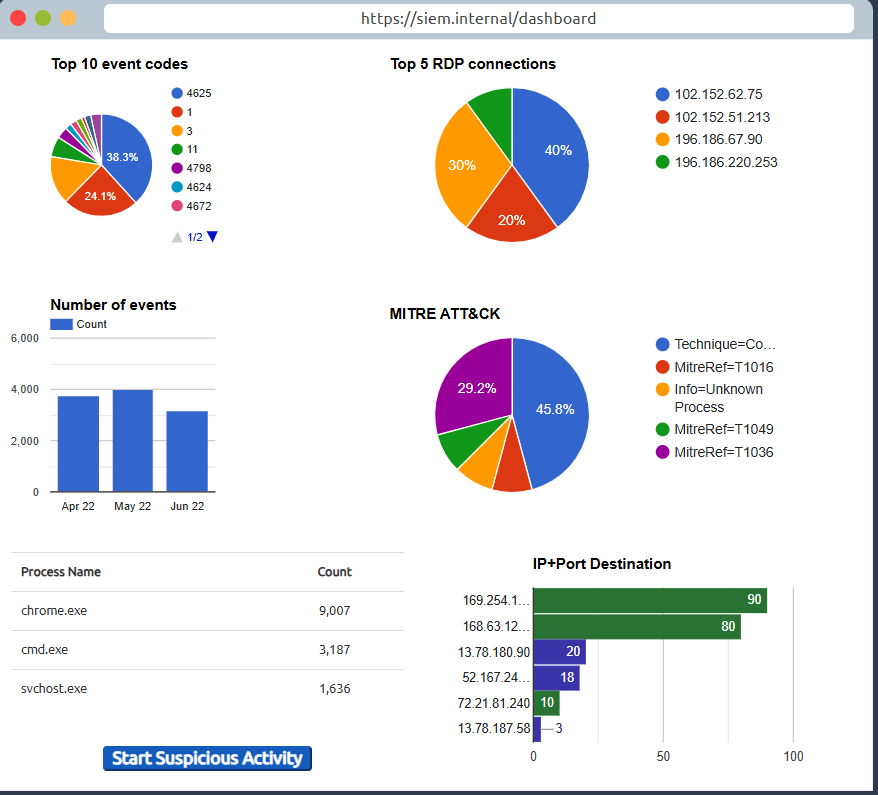 https://siem.internal/dashboard
Top 10 event codes
38.3%
24.1%
4625
1
3
11
4798
4624
4672
1/2
Top 5 RDP connections
40%
30%
20%
102.152.62.75
102.152.51.213
196.186.67.90
196.186.220.253
Number of events
Count
6,000
4,000
2,000
0
Apr 22 May 22 Jun 22
MITRE ATT&CK
29.2%
45.8%
Technique=Co...
MitreRef=T1016
Info=Unknown
Process
MitreRef=T1049
MitreRef=T1036
Process Name Count
chrome.exe 9,007
cmd.exe 3,187
svchost.exe 1,636
Start Suspicious Activity
IP+Port Destination
169.254.1... 90
168.63.12... 80
13.78.180.90 20
52.167.24... 18
72.21.81.240 10
13.78.187.58 3
0 50 100